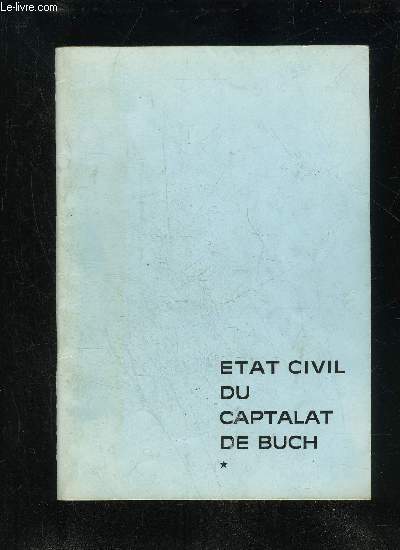 Le-livre.com
ETAT CIVIL
DU
CAPTALAT
DE BUCH
★